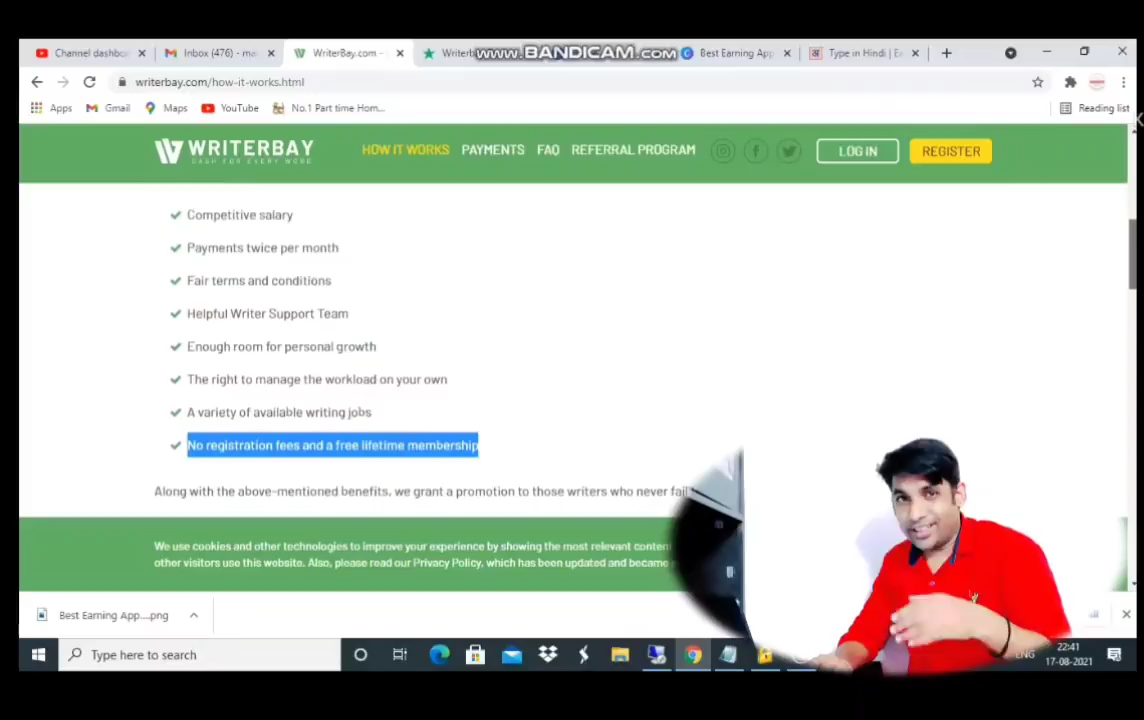 Channel dashbo
Inbox (476) - ma
WriterBay.com -
Writerb
www.BANDICAM.com
Best Earning App
Type in Hindi | Ea
writerbay.com/how-it-works.html
Apps
Gmail
Maps
YouTube
No.1 Part time Hom...
Reading list
WRITERBAY
CASH FOR EVERY WORD
HOW IT WORKS
PAYMENTS
FAQ
REFERRAL PROGRAM
LOG IN
REGISTER
Competitive salary
Payments twice per month
Fair terms and conditions
Helpful Writer Support Team
Enough room for personal growth
The right to manage the workload on your own
A variety of available writing jobs
No registration fees and a free lifetime membership
Along with the above-mentioned benefits, we grant a promotion to those writers who never fail
We use cookies and other technologies to improve your experience by showing the most relevant content
other visitors use this website. Also, please read our Privacy Policy, which has been updated and became
Best Earning App....png
Type here to search
ENG
22:41
17-08-2021